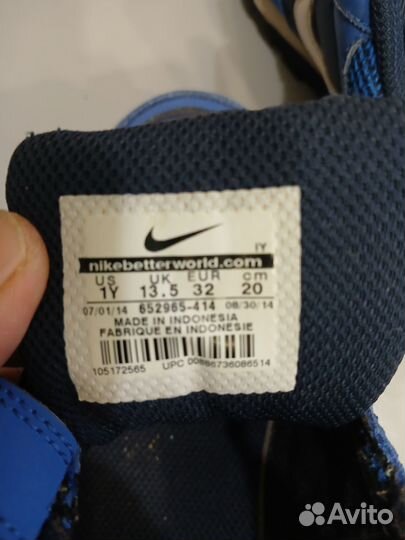 IY
nikebetterworld.com
US UK EUR cm
1Y 13.5 32 20
07/01/14 652965-414 08/30/14
MADE IN INDONESIA
FABRIQUE EN INDONESIE
105172565 UPC 00886736086514
Avito